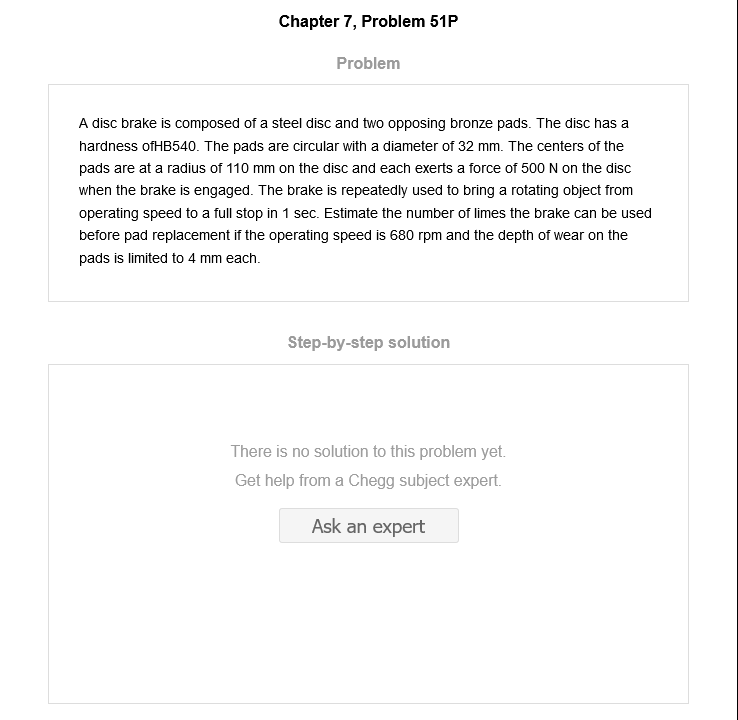 Chapter 7, Problem 51P
Problem
A disc brake is composed of a steel disc and two opposing bronze pads. The disc has a
hardness ofHB540. The pads are circular with a diameter of 32 mm. The centers of the
pads are at a radius of 110 mm on the disc and each exerts a force of 500 N on the disc
when the brake is engaged. The brake is repeatedly used to bring a rotating object from
operating speed to a full stop in 1 sec. Estimate the number of limes the brake can be used
before pad replacement if the operating speed is 680 rpm and the depth of wear on the
pads is limited to 4 mm each.
Step-by-step solution
There is no solution to this problem yet.
Get help from a Chegg subject expert.
Ask an expert